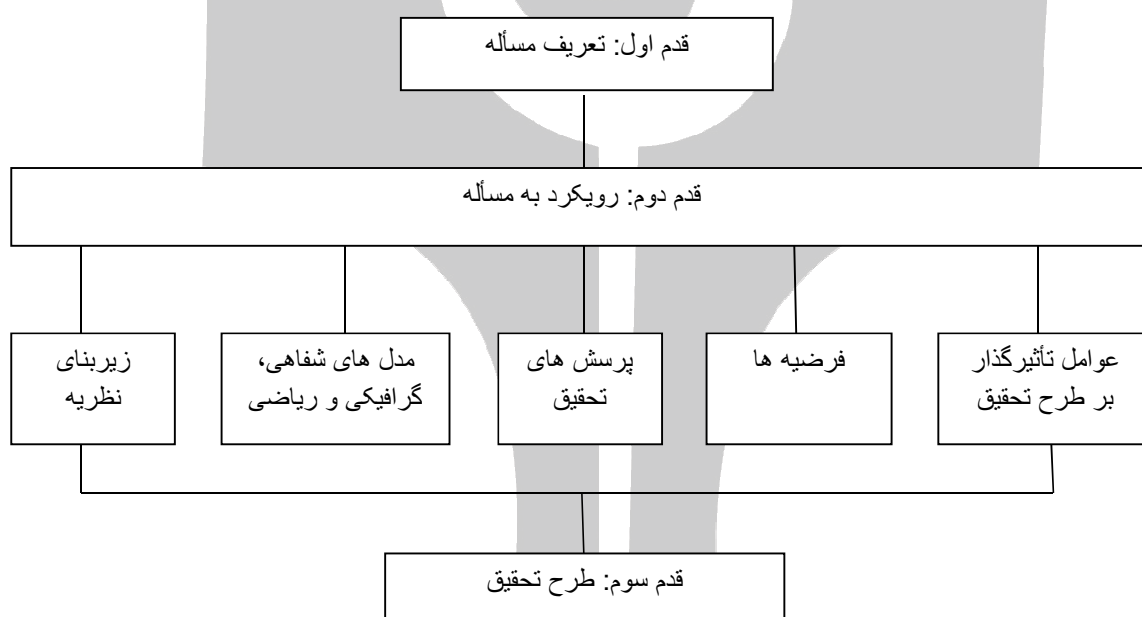 قدم اول: تعریف مسأله
قدم دوم: رویکرد به مسأله
عوامل تأثیرگذار
بر طرح تحقیق
فرضیه ها
پرسش های
تحقیق
مدل های شفاهی،
گرافیکی و ریاضی
زیربنای
نظریه
قدم سوم: طرح تحقیق